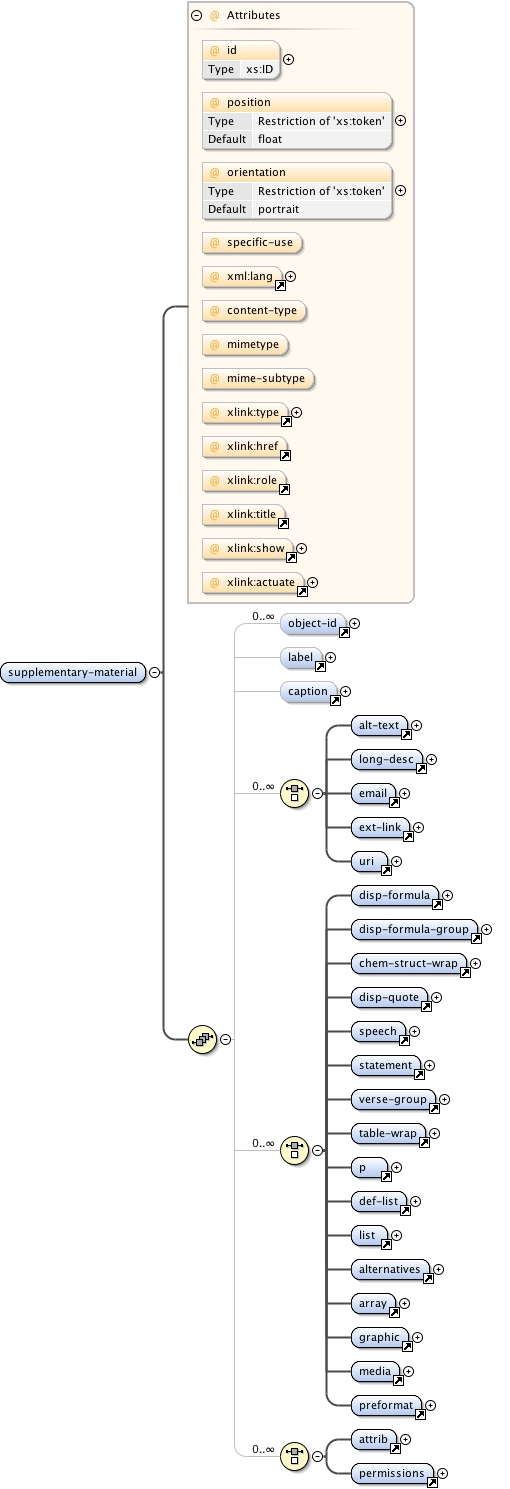 @ Attributes
@ id
Type xs:ID
@ position
Type Restriction of 'xs:token'
Default float
@ orientation
Type Restriction of 'xs:token'
Default portrait
@ specific-use
@ xml:lang
@ content-type
@ mimetype
@ mime-subtype
@ xlink:type
@ xlink:href
@ xlink:role
@ xlink:title
@ xlink:show
@ xlink:actuate
supplementary-material
0..∞ object-id
label
caption
0..∞
alt-text
long-desc
email
ext-link
uri
0..∞
disp-formula
disp-formula-group
chem-struct-wrap
disp-quote
speech
statement
verse-group
table-wrap
p
def-list
list
alternatives
array
graphic
media
preformat
0..∞
attrib
permissions